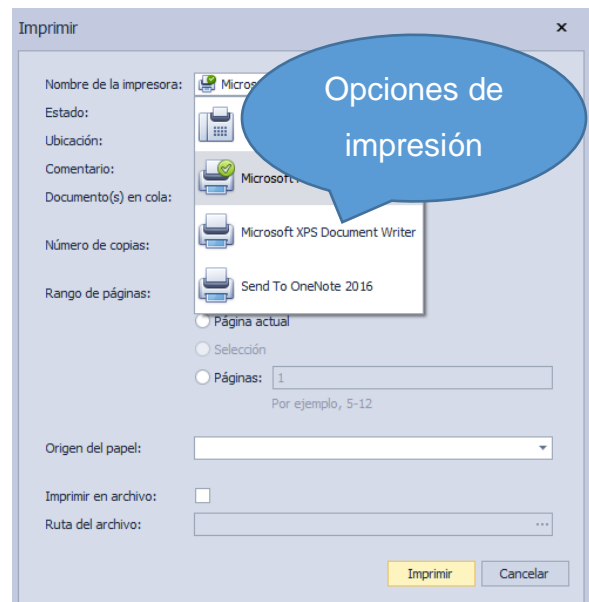 Imprimir
Nombre de la impresora:
Opciones de
impresión
Estado:
Ubicación:
Comentario:
Documento(s) en cola:
Microsoft XPS Document Writer
Número de copias:
Send To OneNote 2016
Rango de páginas:
Página actual
Selección
Páginas: 1
Por ejemplo, 5-12
Origen del papel:
Imprimir en archivo:
Ruta del archivo:
...
Imprimir Cancelar